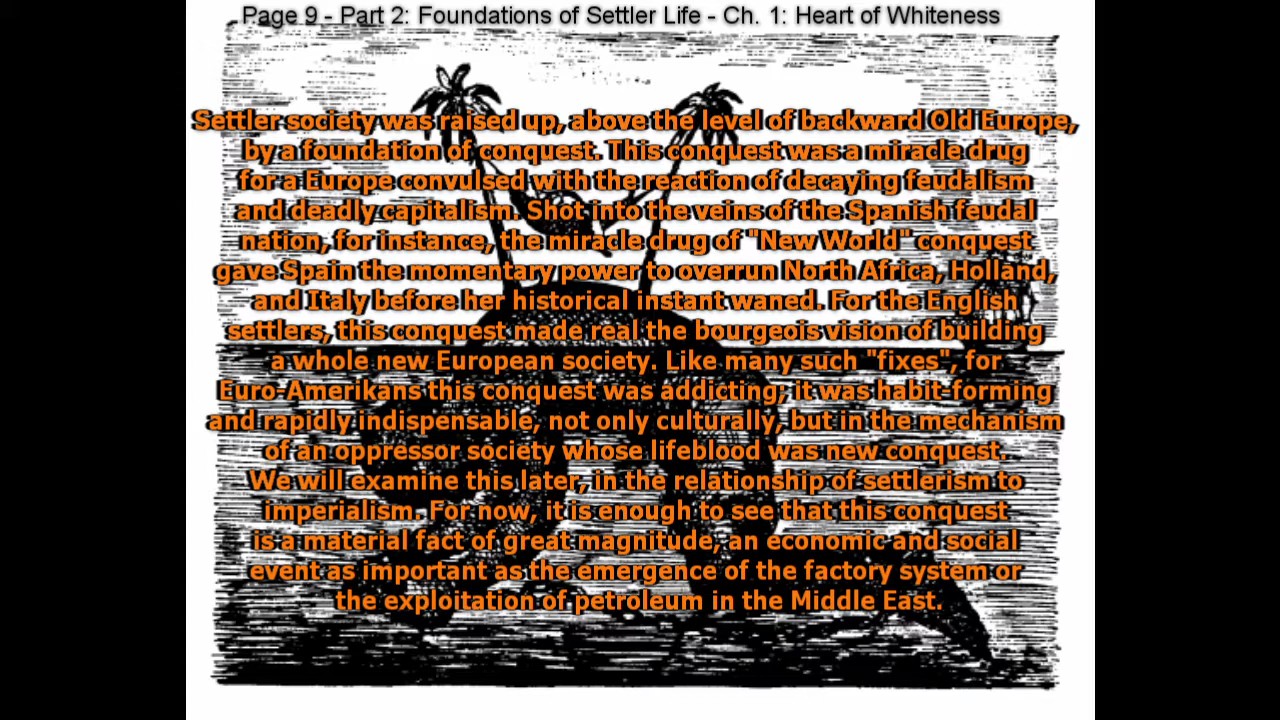 Page 9 - Part 2: Foundations of Settler Life - Ch. 1: Heart of Whiteness
Settler society was raised up, above the level of backward Old Europe,
by a foundation of conquest. This conquest was a miracle drug
for a Europe convulsed with the reaction of decaying feudalism
and deadly capitalism. Shot into the veins of the Spanish feudal
nation, for instance, the miracle drug of "New World" conquest
gave Spain the momentary power to overrun North Africa, Holland,
and Italy before her historical instant waned. For the English
settlers, this conquest made real the bourgeois vision of building
a whole new European society. Like many such "fixes", for
Euro-Amerikans this conquest was addicting; it was habit-forming
and rapidly indispensable, not only culturally, but in the mechanism
of an oppressor society whose lifeblood was new conquest.
We will examine this later, in the relationship of settlerism to
imperialism. For now, it is enough to see that this conquest
is a material fact of great magnitude, an economic and social
event as important as the emergence of the factory system or
the exploitation of petroleum in the Middle East.